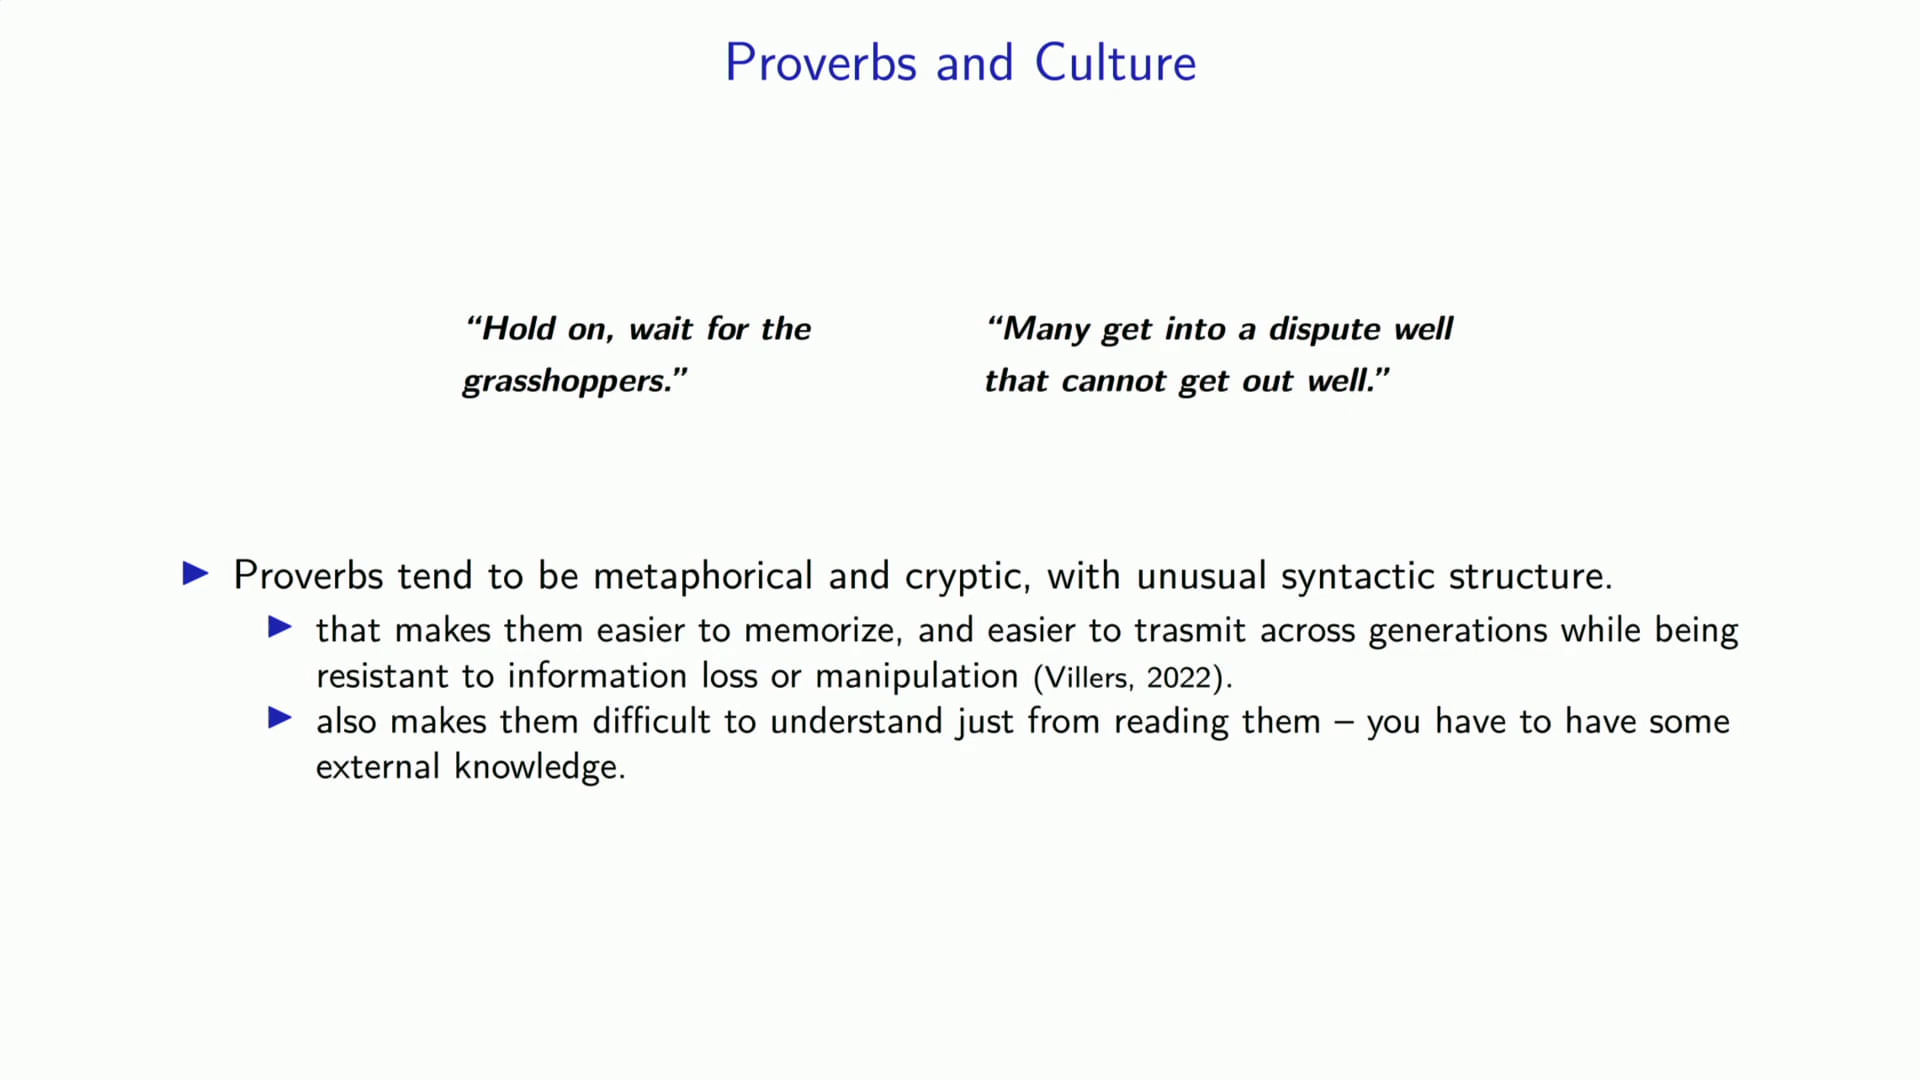 Proverbs and Culture
“Hold on, wait for the
grasshoppers.”
“Many get into a dispute well
that cannot get out well.”
▶ Proverbs tend to be metaphorical and cryptic, with unusual syntactic structure.
▶ that makes them easier to memorize, and easier to trasmit across generations while being
resistant to information loss or manipulation (Villers, 2022).
▶ also makes them difficult to understand just from reading them – you have to have some
external knowledge.